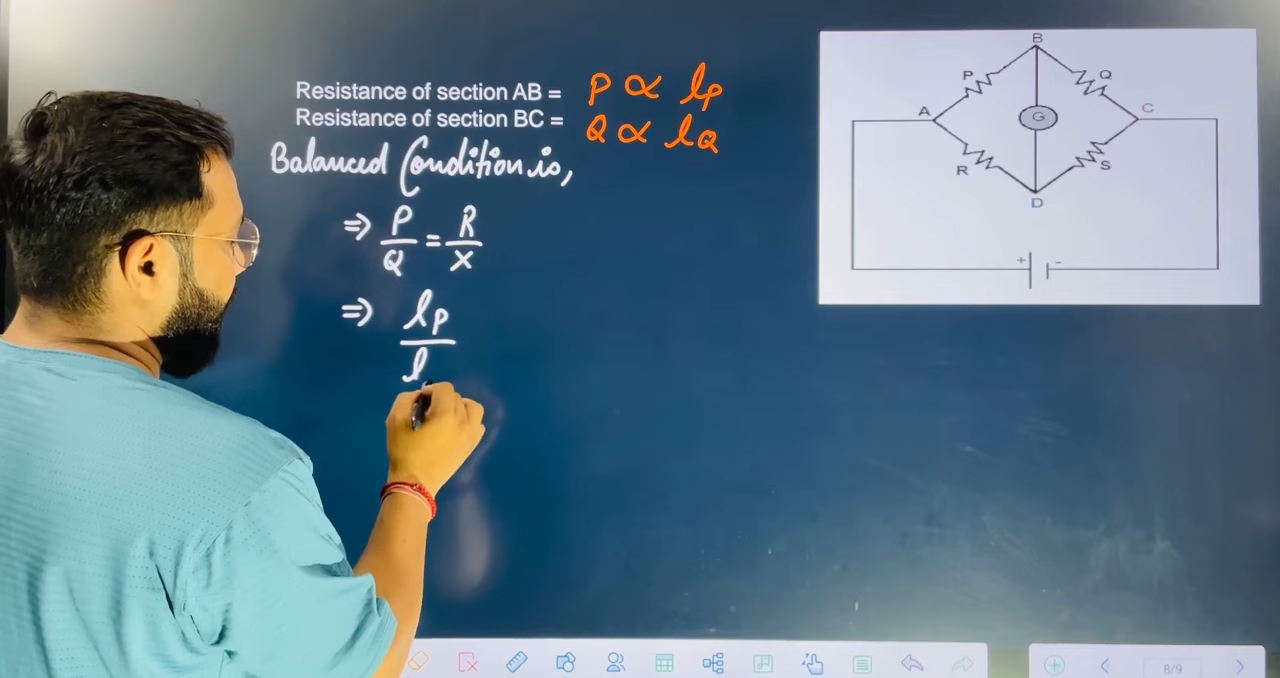 Resistance of section AB = P ∝ lP
Resistance of section BC = Q ∝ lQ
Balanced Condition is,
⇒ P/Q = R/X
⇒ lP/l
B
P
Q
A
G
C
R
S
D
+ -
8/9